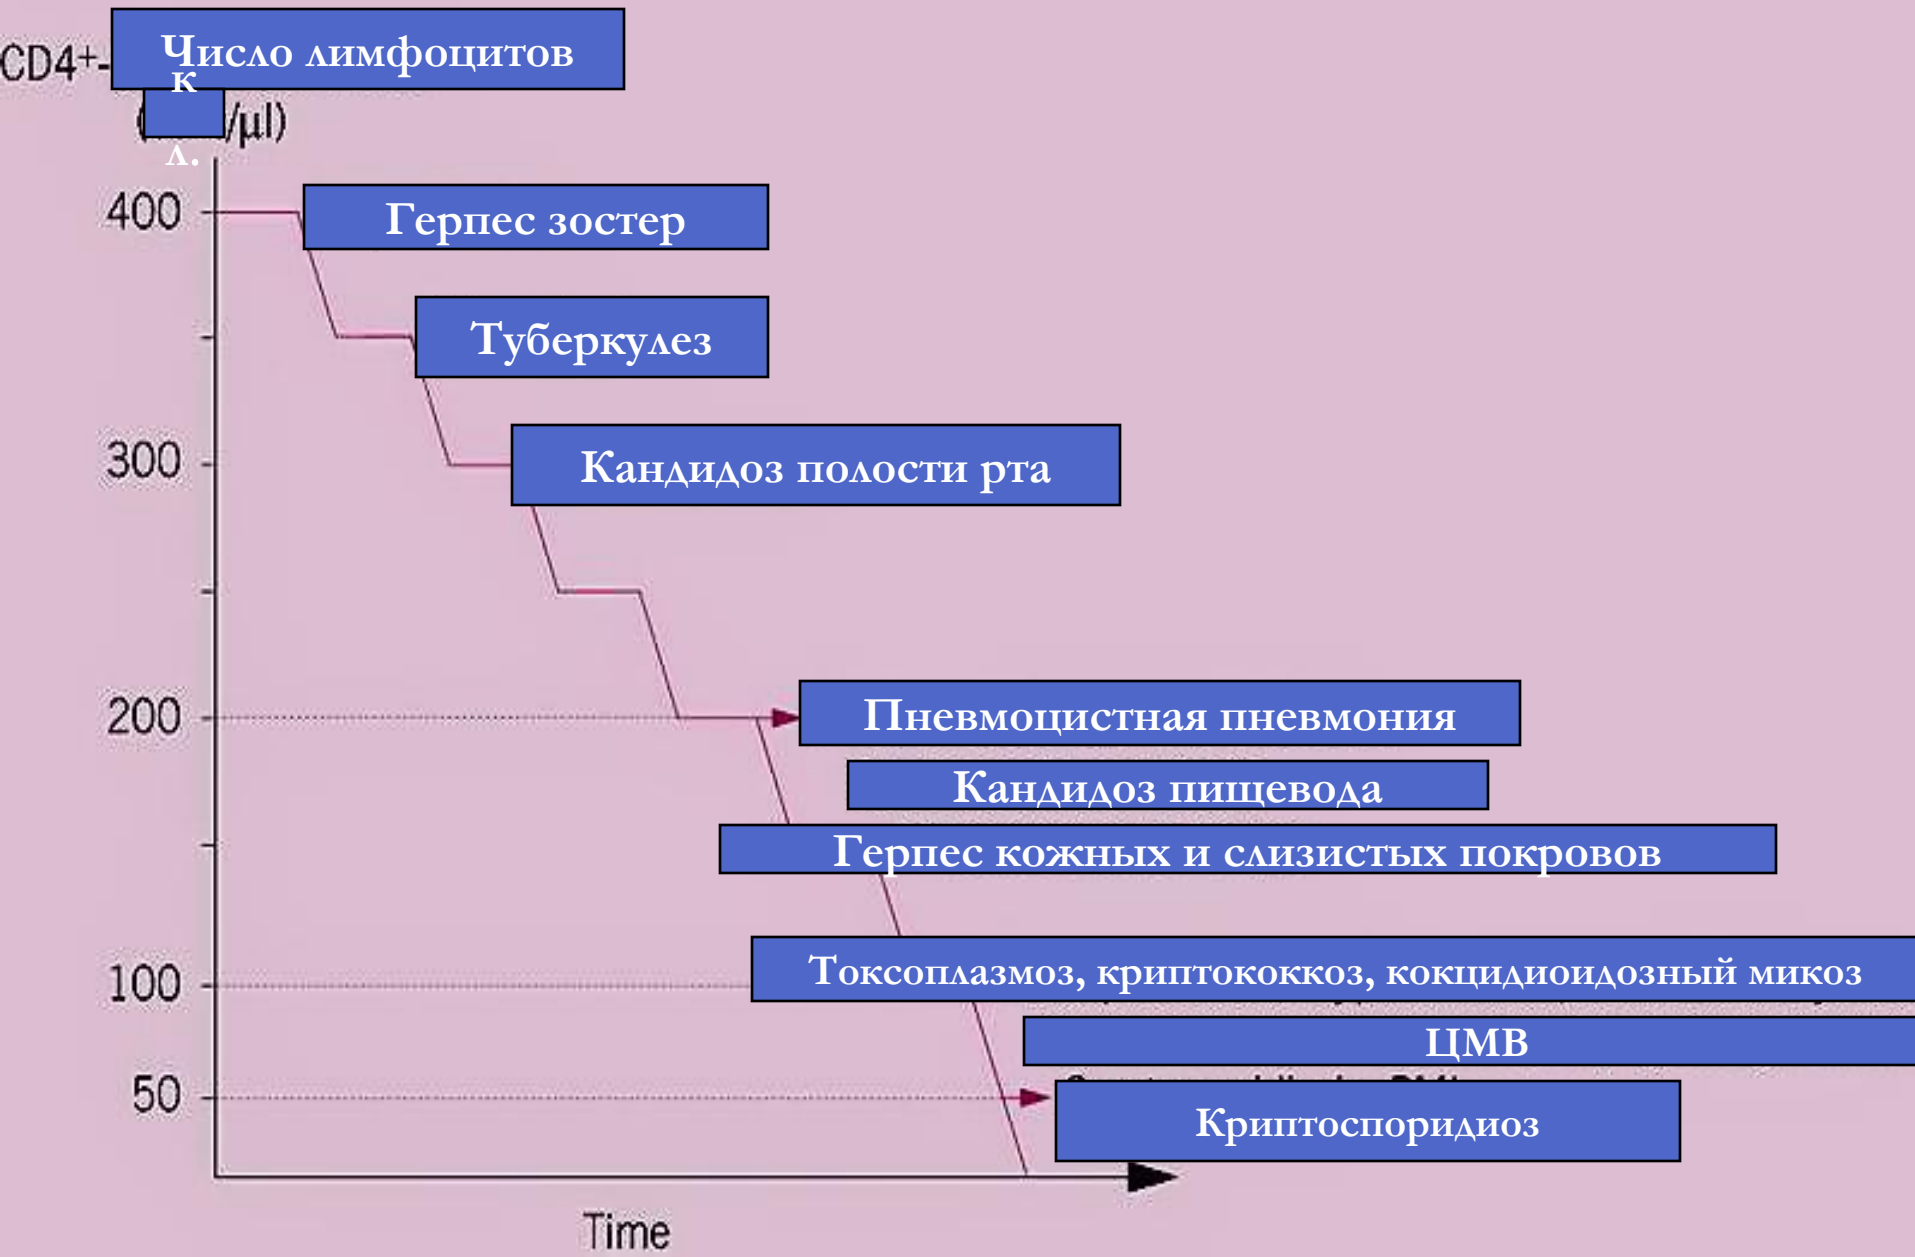 CD4+- Число лимфоцитов
к
/μl)
л.
400
Герпес зостер
Туберкулез
300
Кандидоз полости рта
200
Пневмоцистная пневмония
Кандидоз пищевода
Герпес кожных и слизистых покровов
Токсоплазмоз, криптококкоз, кокцидиоидозный микоз
100
ЦМВ
50
Криптоспоридиоз
Time